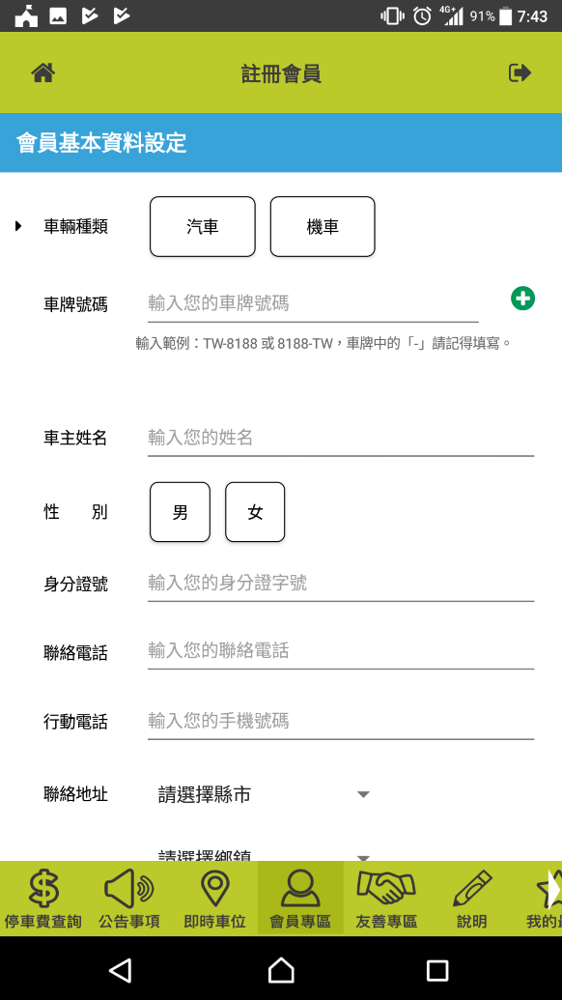 4G+ 91% 7:43
註冊會員
會員基本資料設定
車輛種類 汽車 機車
車牌號碼 輸入您的車牌號碼
輸入範例：TW-8188 或 8188-TW，車牌中的「-」請記得填寫。
車主姓名 輸入您的姓名
性 別 男 女
身分證號 輸入您的身分證字號
聯絡電話 輸入您的聯絡電話
行動電話 輸入您的手機號碼
聯絡地址 請選擇縣市
請選擇鄉鎮
停車費查詢 公告事項 即時車位 會員專區 友善專區 說明 我的